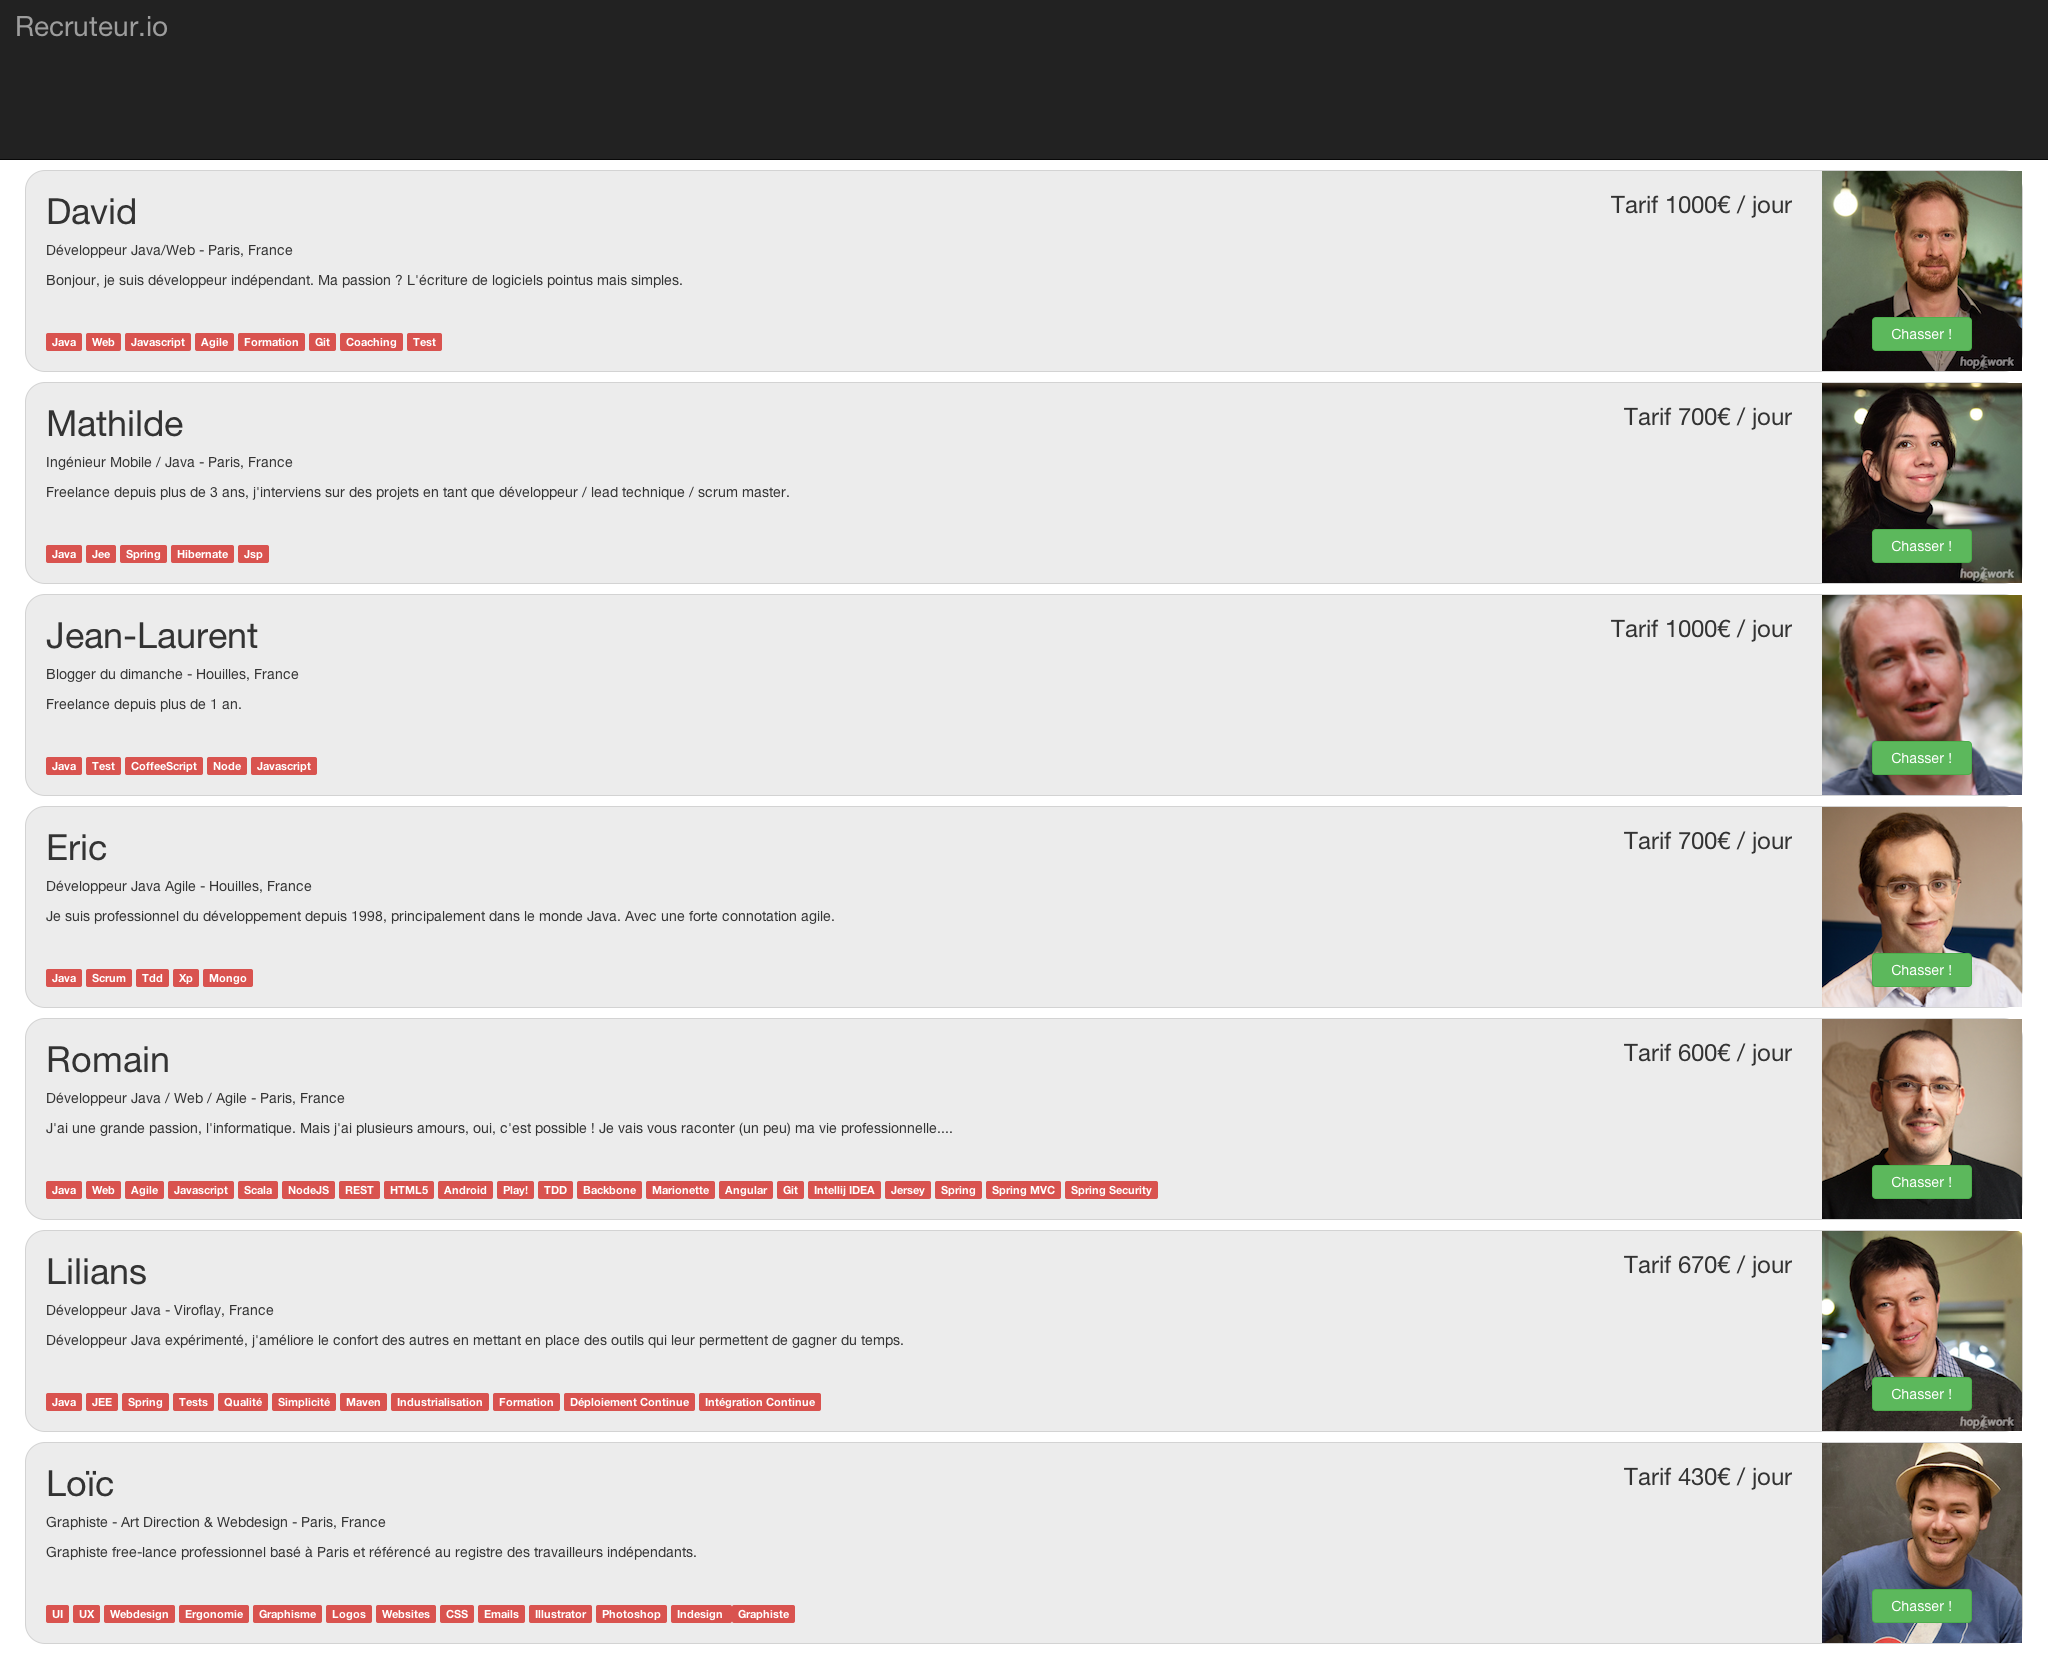 Recruteur.io
David
Tarif 1000€ / jour
Développeur Java/Web - Paris, France
Bonjour, je suis développeur indépendant. Ma passion ? L'écriture de logiciels pointus mais simples.
Java Web Javascript Agile Formation Git Coaching Test
Chasser !
hopwork
Mathilde
Tarif 700€ / jour
Ingénieur Mobile / Java - Paris, France
Freelance depuis plus de 3 ans, j'interviens sur des projets en tant que développeur / lead technique / scrum master.
Java Jee Spring Hibernate Jsp
Chasser !
hopwork
Jean-Laurent
Tarif 1000€ / jour
Blogger du dimanche - Houilles, France
Freelance depuis plus de 1 an.
Java Test CoffeeScript Node Javascript
Chasser !
Eric
Tarif 700€ / jour
Développeur Java Agile - Houilles, France
Je suis professionnel du développement depuis 1998, principalement dans le monde Java. Avec une forte connotation agile.
Java Scrum Tdd Xp Mongo
Chasser !
Romain
Tarif 600€ / jour
Développeur Java / Web / Agile - Paris, France
J'ai une grande passion, l'informatique. Mais j'ai plusieurs amours, oui, c'est possible ! Je vais vous raconter (un peu) ma vie professionnelle....
Java Web Agile Javascript Scala NodeJS REST HTML5 Android Play! TDD Backbone Marionette Angular Git Intellij IDEA Jersey Spring Spring MVC Spring Security
Chasser !
Lilians
Tarif 670€ / jour
Développeur Java - Viroflay, France
Développeur Java expérimenté, j'améliore le confort des autres en mettant en place des outils qui leur permettent de gagner du temps.
Java JEE Spring Tests Qualité Simplicité Maven Industrialisation Formation Déploiement Continue Intégration Continue
Chasser !
hopwork
Loïc
Tarif 430€ / jour
Graphiste - Art Direction & Webdesign - Paris, France
Graphiste free-lance professionnel basé à Paris et référencé au registre des travailleurs indépendants.
UI UX Webdesign Ergonomie Graphisme Logos Websites CSS Emails Illustrator Photoshop Indesign Graphiste
Chasser !